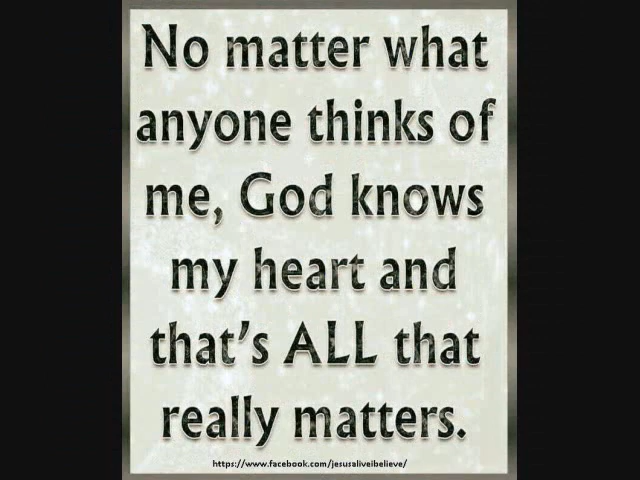 No matter what
anyone thinks of
me, God knows
my heart and
that's ALL that
really matters.
https://www.facebook.com/jesusaliveibelieve/